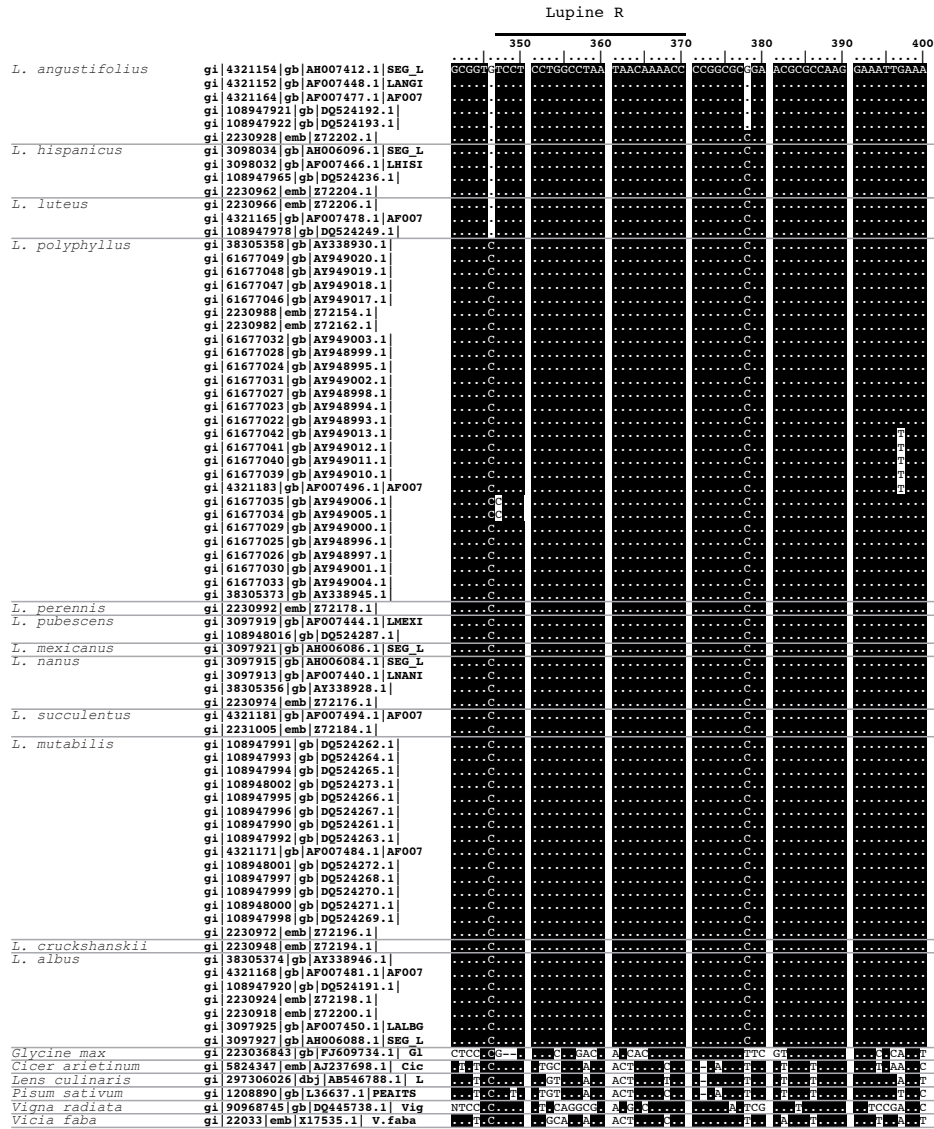 Lupine R
350 360 370 380 390 400
L. angustifolius gi|4321154|gb|AH007412.1|SEG_L GCGGTGTCCT CCTGGCCTAA TAACAAAACC CCGGCGCGGA ACGCGCCAAG GAAATTGAAA
gi|4321152|gb|AF007448.1|LANGI
gi|4321164|gb|AF007477.1|AF007
gi|108947921|gb|DQ524192.1|
gi|108947922|gb|DQ524193.1|
gi|2230928|emb|Z72202.1| C
L. hispanicus gi|3098034|gb|AH006096.1|SEG_L C
gi|3098032|gb|AF007466.1|LHISI C
gi|108947965|gb|DQ524236.1| C
gi|2230962|emb|Z72204.1| C
L. luteus gi|2230966|emb|Z72206.1| C
gi|4321165|gb|AF007478.1|AF007 C
gi|108947978|gb|DQ524249.1| C
L. polyphyllus gi|38305358|gb|AY338930.1| C C
gi|61677049|gb|AY949020.1| C C
gi|61677048|gb|AY949019.1| C C
gi|61677047|gb|AY949018.1| C C
gi|61677046|gb|AY949017.1| C C
gi|2230988|emb|Z72154.1| C C
gi|2230982|emb|Z72162.1| C C
gi|61677032|gb|AY949003.1| C C
gi|61677028|gb|AY948999.1| C C
gi|61677024|gb|AY948995.1| C C
gi|61677031|gb|AY949002.1| C C
gi|61677027|gb|AY948998.1| C C
gi|61677023|gb|AY948994.1| C C
gi|61677022|gb|AY948993.1| C C
gi|61677042|gb|AY949013.1| C C T
gi|61677041|gb|AY949012.1| C C T
gi|61677040|gb|AY949011.1| C C T
gi|61677039|gb|AY949010.1| C C T
gi|4321183|gb|AF007496.1|AF007 C C T
gi|61677035|gb|AY949006.1| CC C
gi|61677034|gb|AY949005.1| CC C
gi|61677029|gb|AY949000.1| C C
gi|61677025|gb|AY948996.1| C C
gi|61677026|gb|AY948997.1| C C
gi|61677030|gb|AY949001.1| C C
gi|61677033|gb|AY949004.1| C C
gi|38305373|gb|AY338945.1| C C
L. perennis gi|2230992|emb|Z72178.1| C C
L. pubescens gi|3097919|gb|AF007444.1|LMEXI C C
gi|108948016|gb|DQ524287.1| C C
L. mexicanus gi|3097921|gb|AH006086.1|SEG_L C C
L. nanus gi|3097915|gb|AH006084.1|SEG_L C C
gi|3097913|gb|AF007440.1|LNANI C C
gi|38305356|gb|AY338928.1| C C
gi|2230974|emb|Z72176.1| C C
L. succulentus gi|4321181|gb|AF007494.1|AF007 C C
gi|2231005|emb|Z72184.1| C C
L. mutabilis gi|108947991|gb|DQ524262.1| C C
gi|108947993|gb|DQ524264.1| C C
gi|108947994|gb|DQ524265.1| C C
gi|108948002|gb|DQ524273.1| C C
gi|108947995|gb|DQ524266.1| C C
gi|108947996|gb|DQ524267.1| C C
gi|108947990|gb|DQ524261.1| C C
gi|108947992|gb|DQ524263.1| C C
gi|4321171|gb|AF007484.1|AF007 C C
gi|108948001|gb|DQ524272.1| C C
gi|108947997|gb|DQ524268.1| C C
gi|108947999|gb|DQ524270.1| C C
gi|108948000|gb|DQ524271.1| C C
gi|108947998|gb|DQ524269.1| C C
gi|2230972|emb|Z72196.1| C C
L. cruckshanskii gi|2230948|emb|Z72194.1| C C
L. albus gi|38305374|gb|AY338946.1| C C
gi|4321168|gb|AF007481.1|AF007 C C
gi|108947920|gb|DQ524191.1| C C
gi|2230924|emb|Z72198.1| C C
gi|2230918|emb|Z72200.1| C C
gi|3097925|gb|AF007450.1|LALBG C C
gi|3097927|gb|AH006088.1|SEG_L C C
Glycine max gi|223036843|gb|FJ609734.1| Gl
Cicer arietinum gi|5824347|emb|AJ237698.1| Cic
Lens culinaris gi|297306026|dbj|AB546788.1| L
Pisum sativum gi|1208890|gb|L36637.1|PEAITS
Vigna radiata gi|90968745|gb|DQ445738.1| Vig
Vicia faba gi|22033|emb|X17535.1| V.faba